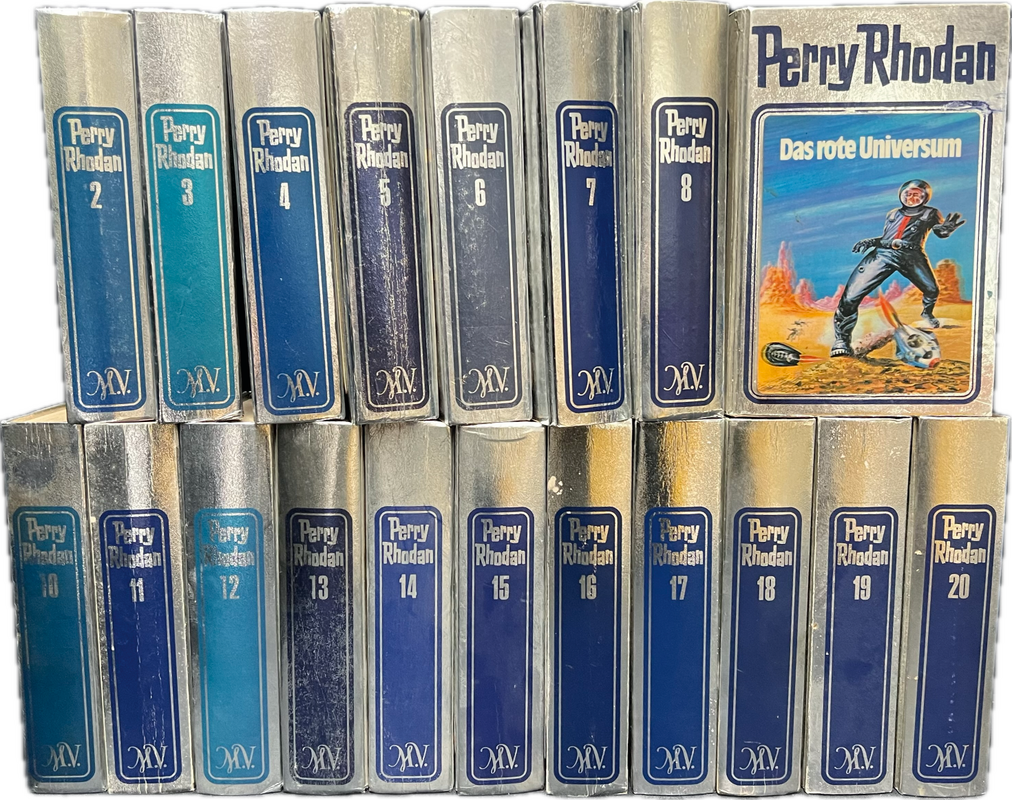 Perry
Rhodan
2
M.V.
Perry
Rhodan
3
M.V.
Perry
Rhodan
4
M.V.
Perry
Rhodan
5
M.V.
Perry
Rhodan
6
M.V.
Perry
Rhodan
7
M.V.
Perry
Rhodan
8
M.V.
Perry Rhodan
Das rote Universum
Perry
Rhodan
10
M.V.
Perry
Rhodan
11
M.V.
Perry
Rhodan
12
M.V.
Perry
Rhodan
13
M.V.
Perry
Rhodan
14
M.V.
Perry
Rhodan
15
M.V.
Perry
Rhodan
16
M.V.
Perry
Rhodan
17
M.V.
Perry
Rhodan
18
M.V.
Perry
Rhodan
19
M.V.
Perry
Rhodan
20
M.V.